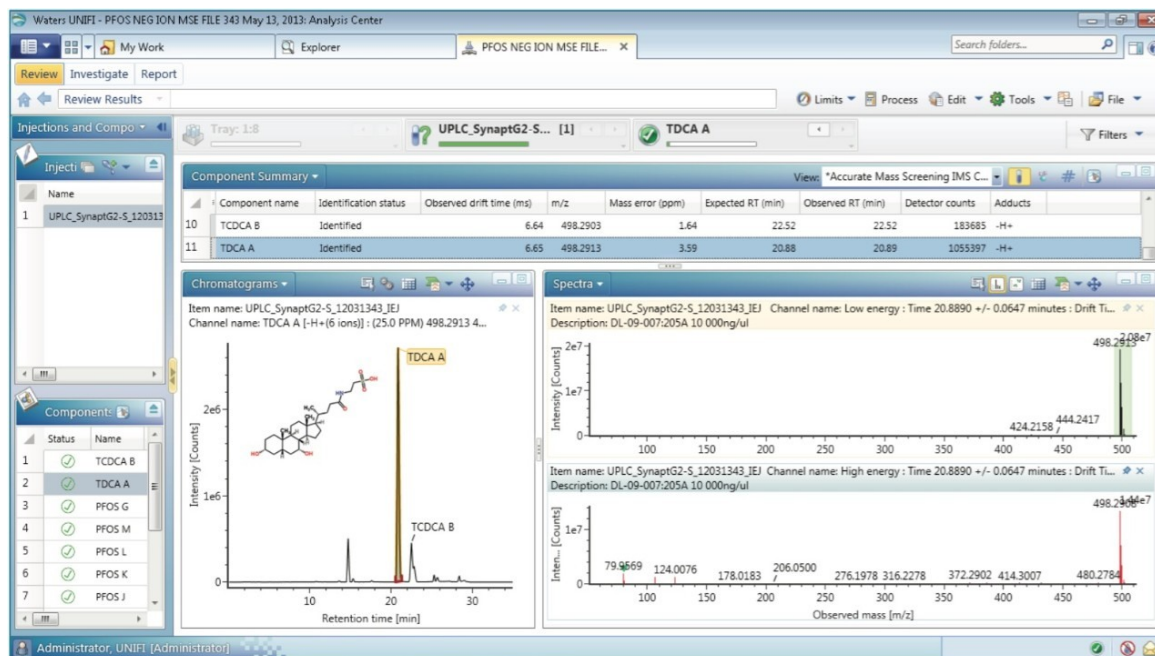 Waters UNIFI - PFOS NEG ION MSE FILE 343 May 13, 2013: Analysis Center
My Work
Explorer
PFOS NEG ION MSE FILE...
Search folders...
Review Investigate Report
Review Results
Limits Process Edit Tools File
Injections and Compo
Tray: 1:8
UPLC_SynaptG2-S... [1]
TDCA A
Filters
Injecti
Name
1 UPLC_SynaptG2-S_120313
Component Summary
View: *Accurate Mass Screening IMS C...
Component name Identification status Observed drift time (ms) m/z Mass error (ppm) Expected RT (min) Observed RT (min) Detector counts Adducts
10 TCDCA B Identified 6.64 498.2903 1.64 22.52 22.52 183685 -H+
11 TDCA A Identified 6.65 498.2913 3.59 20.88 20.89 1055397 -H+
Components
Status Name
1 TCDCA B
2 TDCA A
3 PFOS G
4 PFOS M
5 PFOS L
6 PFOS K
7 PFOS J
Chromatograms
Item name: UPLC_SynaptG2-S_12031343_IEJ
Channel name: TDCA A [-H+(6 ions)] : (25.0 PPM) 498.2913 4...
TDCA A
TCDCA B
Intensity [Counts]
2e6
1e6
0
10 20 30
Retention time [min]
Spectra
Item name: UPLC_SynaptG2-S_12031343_IEJ Channel name: Low energy : Time 20.8890 +/- 0.0647 minutes : Drift Ti...
Description: DL-09-007:205A 10 000ng/ul
2.08e7
498.2913
Intensity [Counts]
2e7
1e7
0
424.2158
444.2417
100 150 200 250 300 350 400 450 500
Item name: UPLC_SynaptG2-S_12031343_IEJ Channel name: High energy : Time 20.8890 +/- 0.0647 minutes : Drift Ti...
Description: DL-09-007:205A 10 000ng/ul
1.44e7
498.2908
Inten... [Counts]
1e7
0
79.9569 124.0076 178.0183 206.0500 276.1978 316.2278 372.2902 414.3007 480.2784
100 150 200 250 300 350 400 450 500
Observed mass [m/z]
Administrator, UNIFI [Administrator]